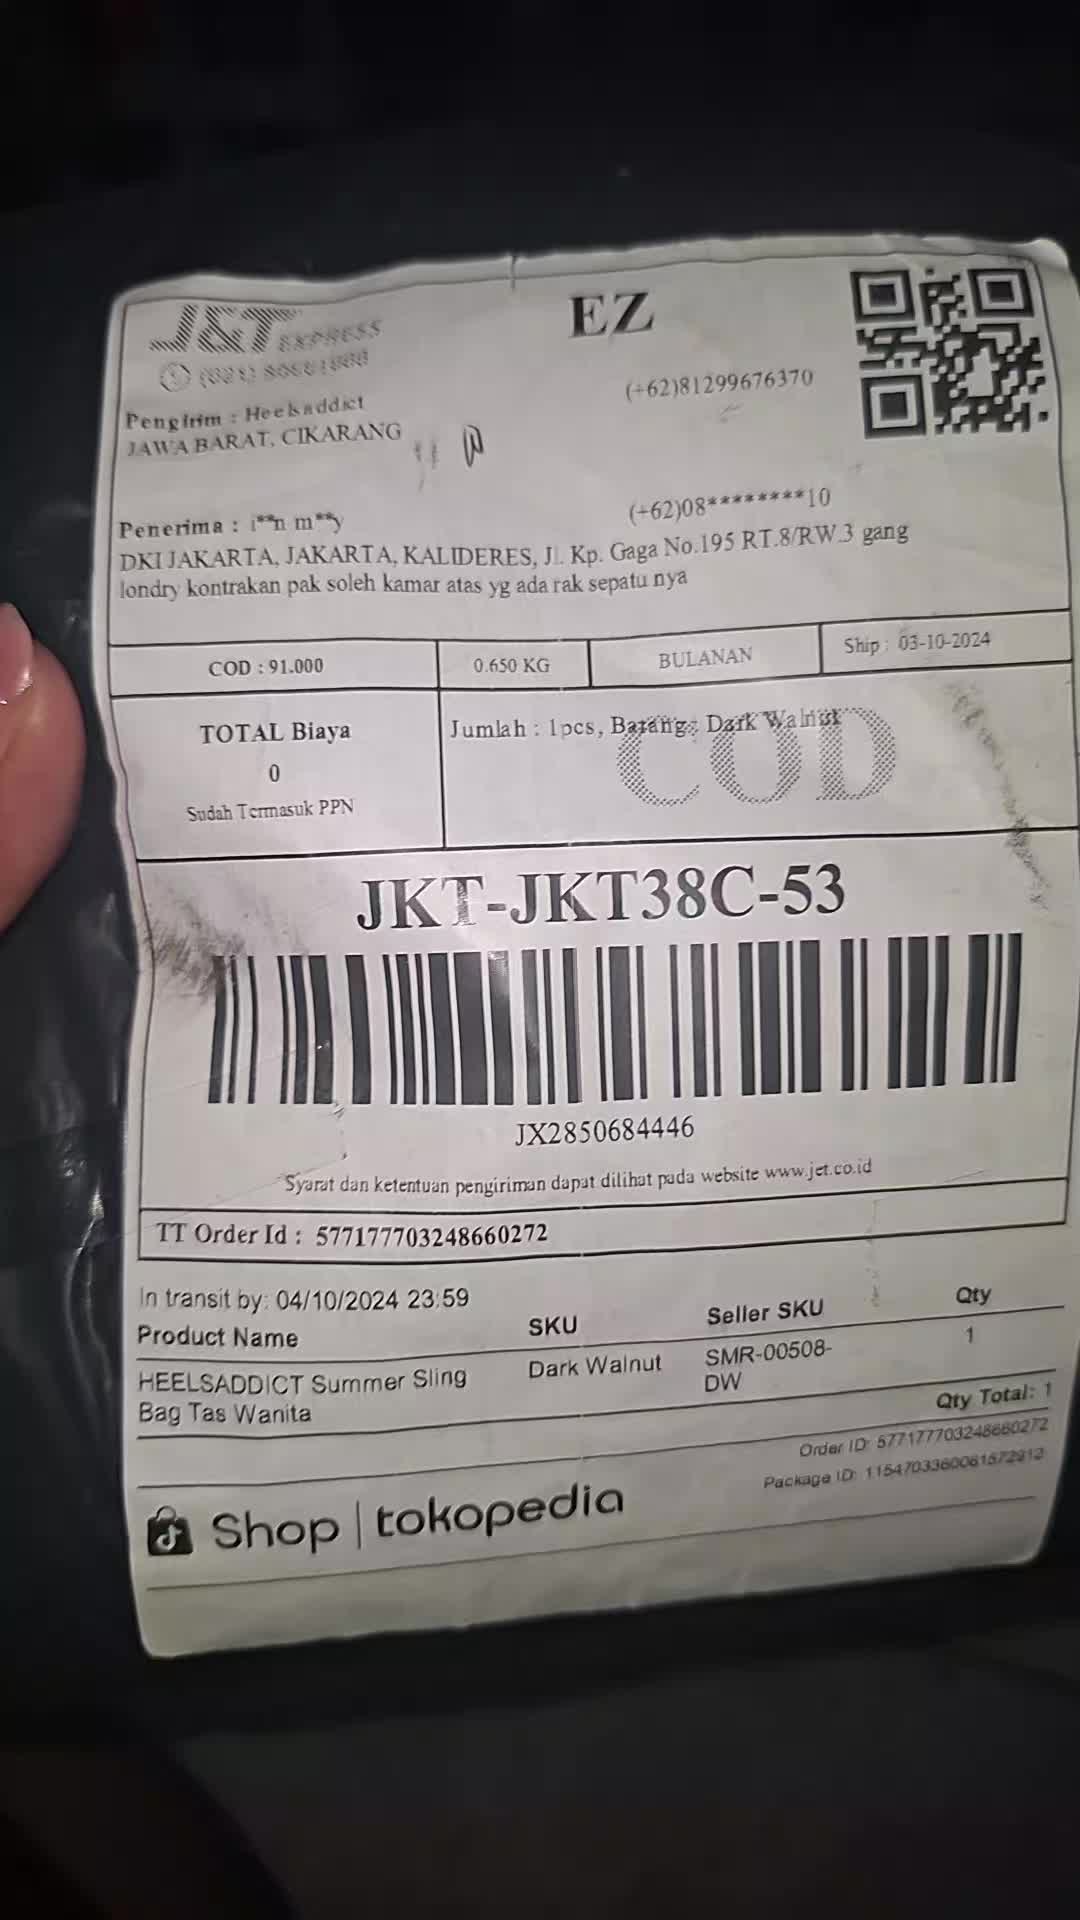 J&T EXPRESS
EZ
(+62)81299676370
Pengirim : Heelsaddict
JAWA BARAT, CIKARANG
Penerima : i**n m**y
(+62)08********10
DKI JAKARTA, JAKARTA, KALIDERES, Jl. Kp. Gaga No.195 RT.8/RW.3 gang
londry kontrakan pak soleh kamar atas yg ada rak sepatu nya
COD : 91.000
0.650 KG
BULANAN
Ship : 03-10-2024
TOTAL Biaya
0
Sudah Termasuk PPN
Jumlah : 1pcs, Barang : Dark Walnut
COD
JKT-JKT38C-53
JX2850684446
Syarat dan ketentuan pengiriman dapat dilihat pada website www.jet.co.id
TT Order Id : 577177703248660272
In transit by: 04/10/2024 23:59
Product Name SKU Seller SKU Qty
HEELSADDICT Summer Sling Dark Walnut SMR-00508- 1
Bag Tas Wanita DW
Qty Total: 1
Order ID: 577177703248660272
Package ID: 1154703360061572912
Shop | tokopedia